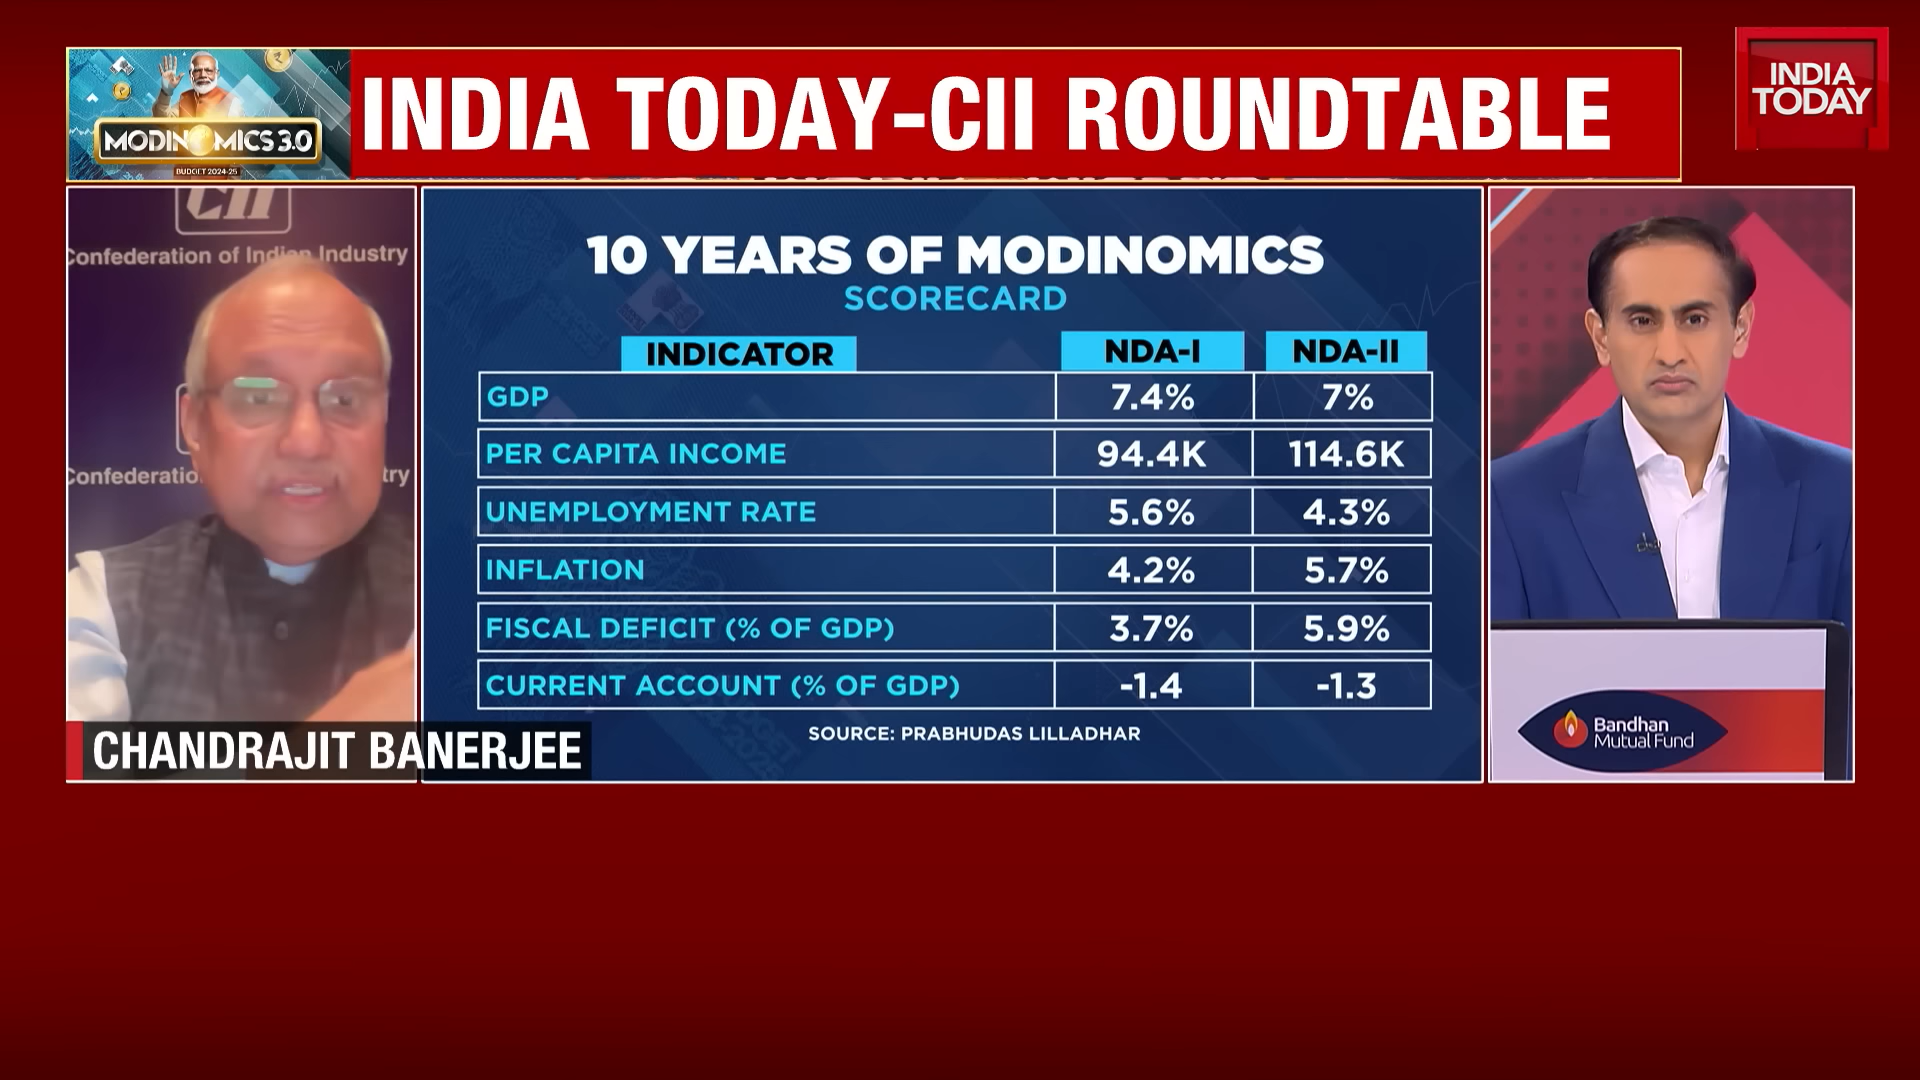 MODINOMICS 3.0
BUDGET 2024-25
INDIA TODAY-CII ROUNDTABLE
INDIA
TODAY
CII
Confederation of Indian Industry
10 YEARS OF MODINOMICS
SCORECARD
INDICATOR NDA-I NDA-II
GDP 7.4% 7%
PER CAPITA INCOME 94.4K 114.6K
UNEMPLOYMENT RATE 5.6% 4.3%
INFLATION 4.2% 5.7%
FISCAL DEFICIT (% OF GDP) 3.7% 5.9%
CURRENT ACCOUNT (% OF GDP) -1.4 -1.3
SOURCE: PRABHUDAS LILLADHAR
Confederatio try
CHANDRAJIT BANERJEE
Bandhan
Mutual Fund